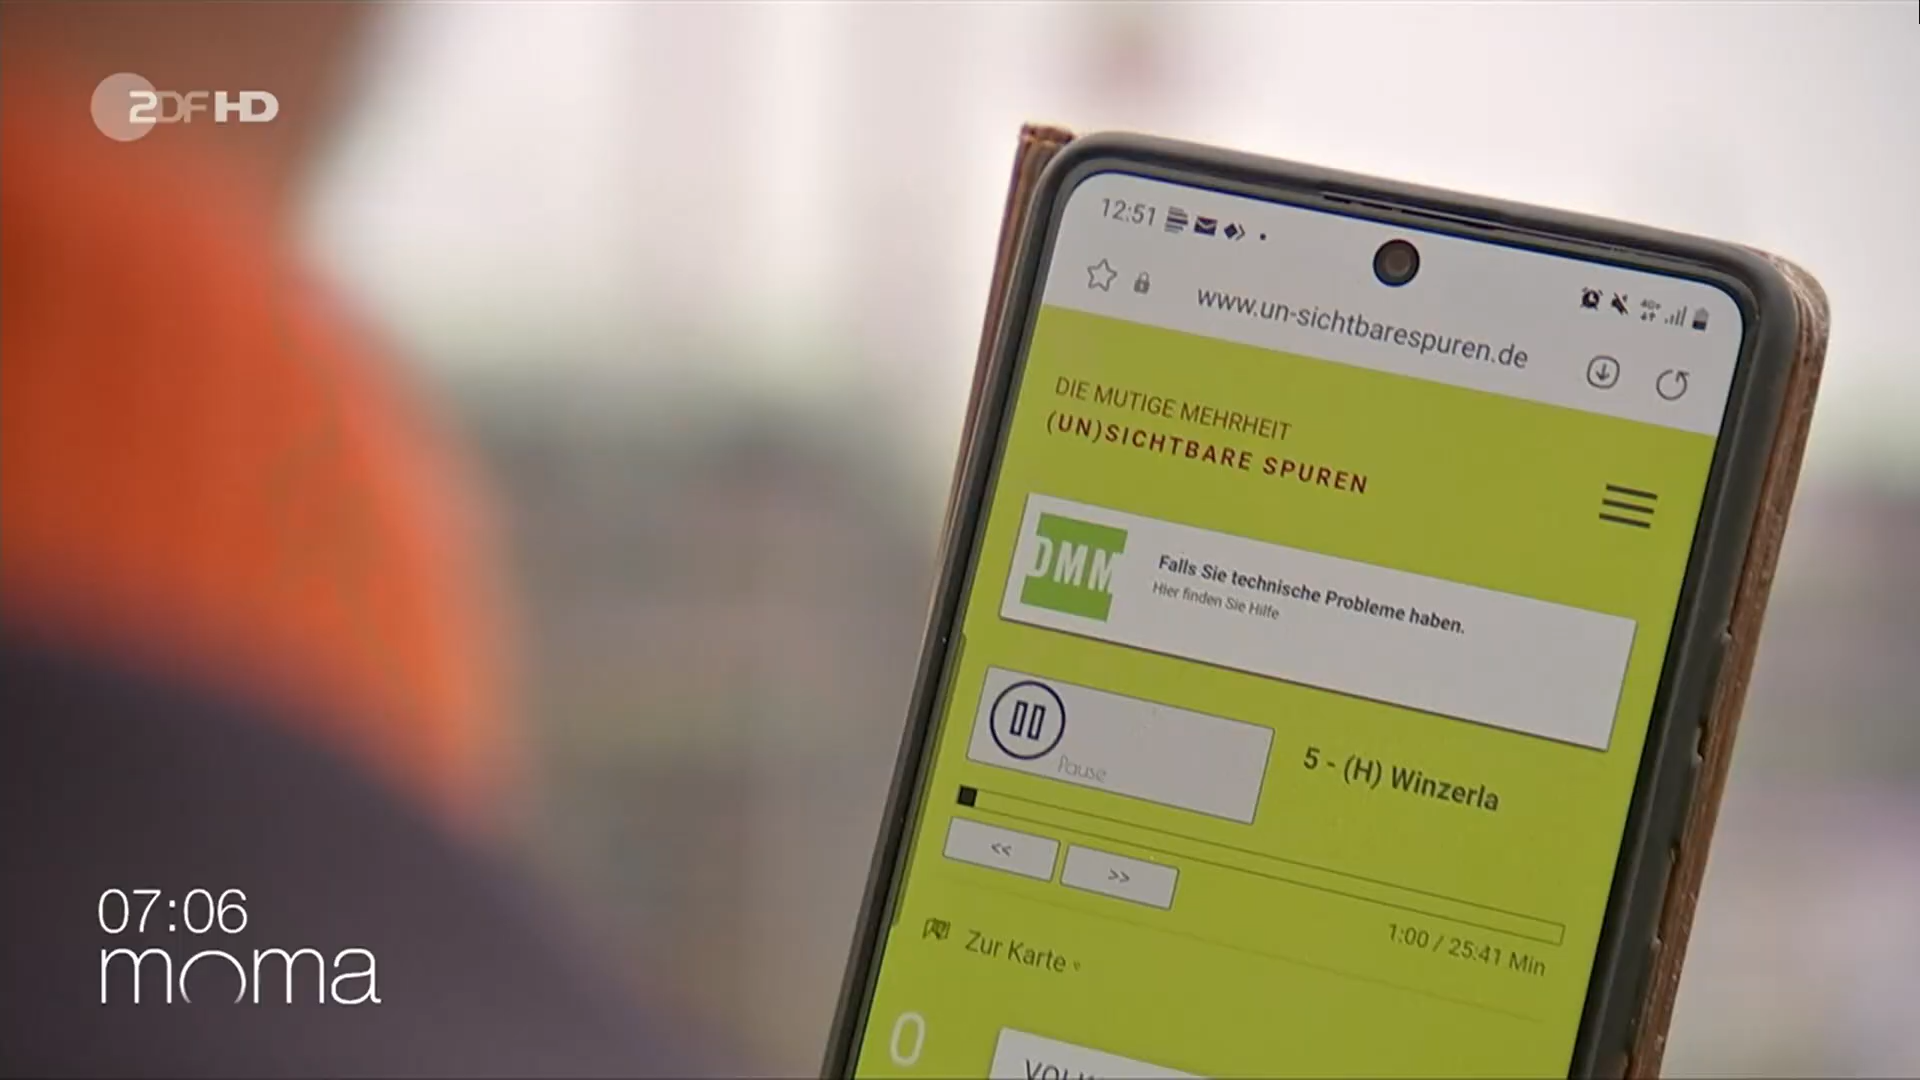 ZDF HD
12:51
www.un-sichtbarespuren.de
DIE MUTIGE MEHRHEIT
(UN)SICHTBARE SPUREN
DMM
Falls Sie technische Probleme haben.
Hier finden Sie Hilfe
Pause
5 - (H) Winzerla
<< >>
1:00 / 25:41 Min
Zur Karte
0
07:06
moma